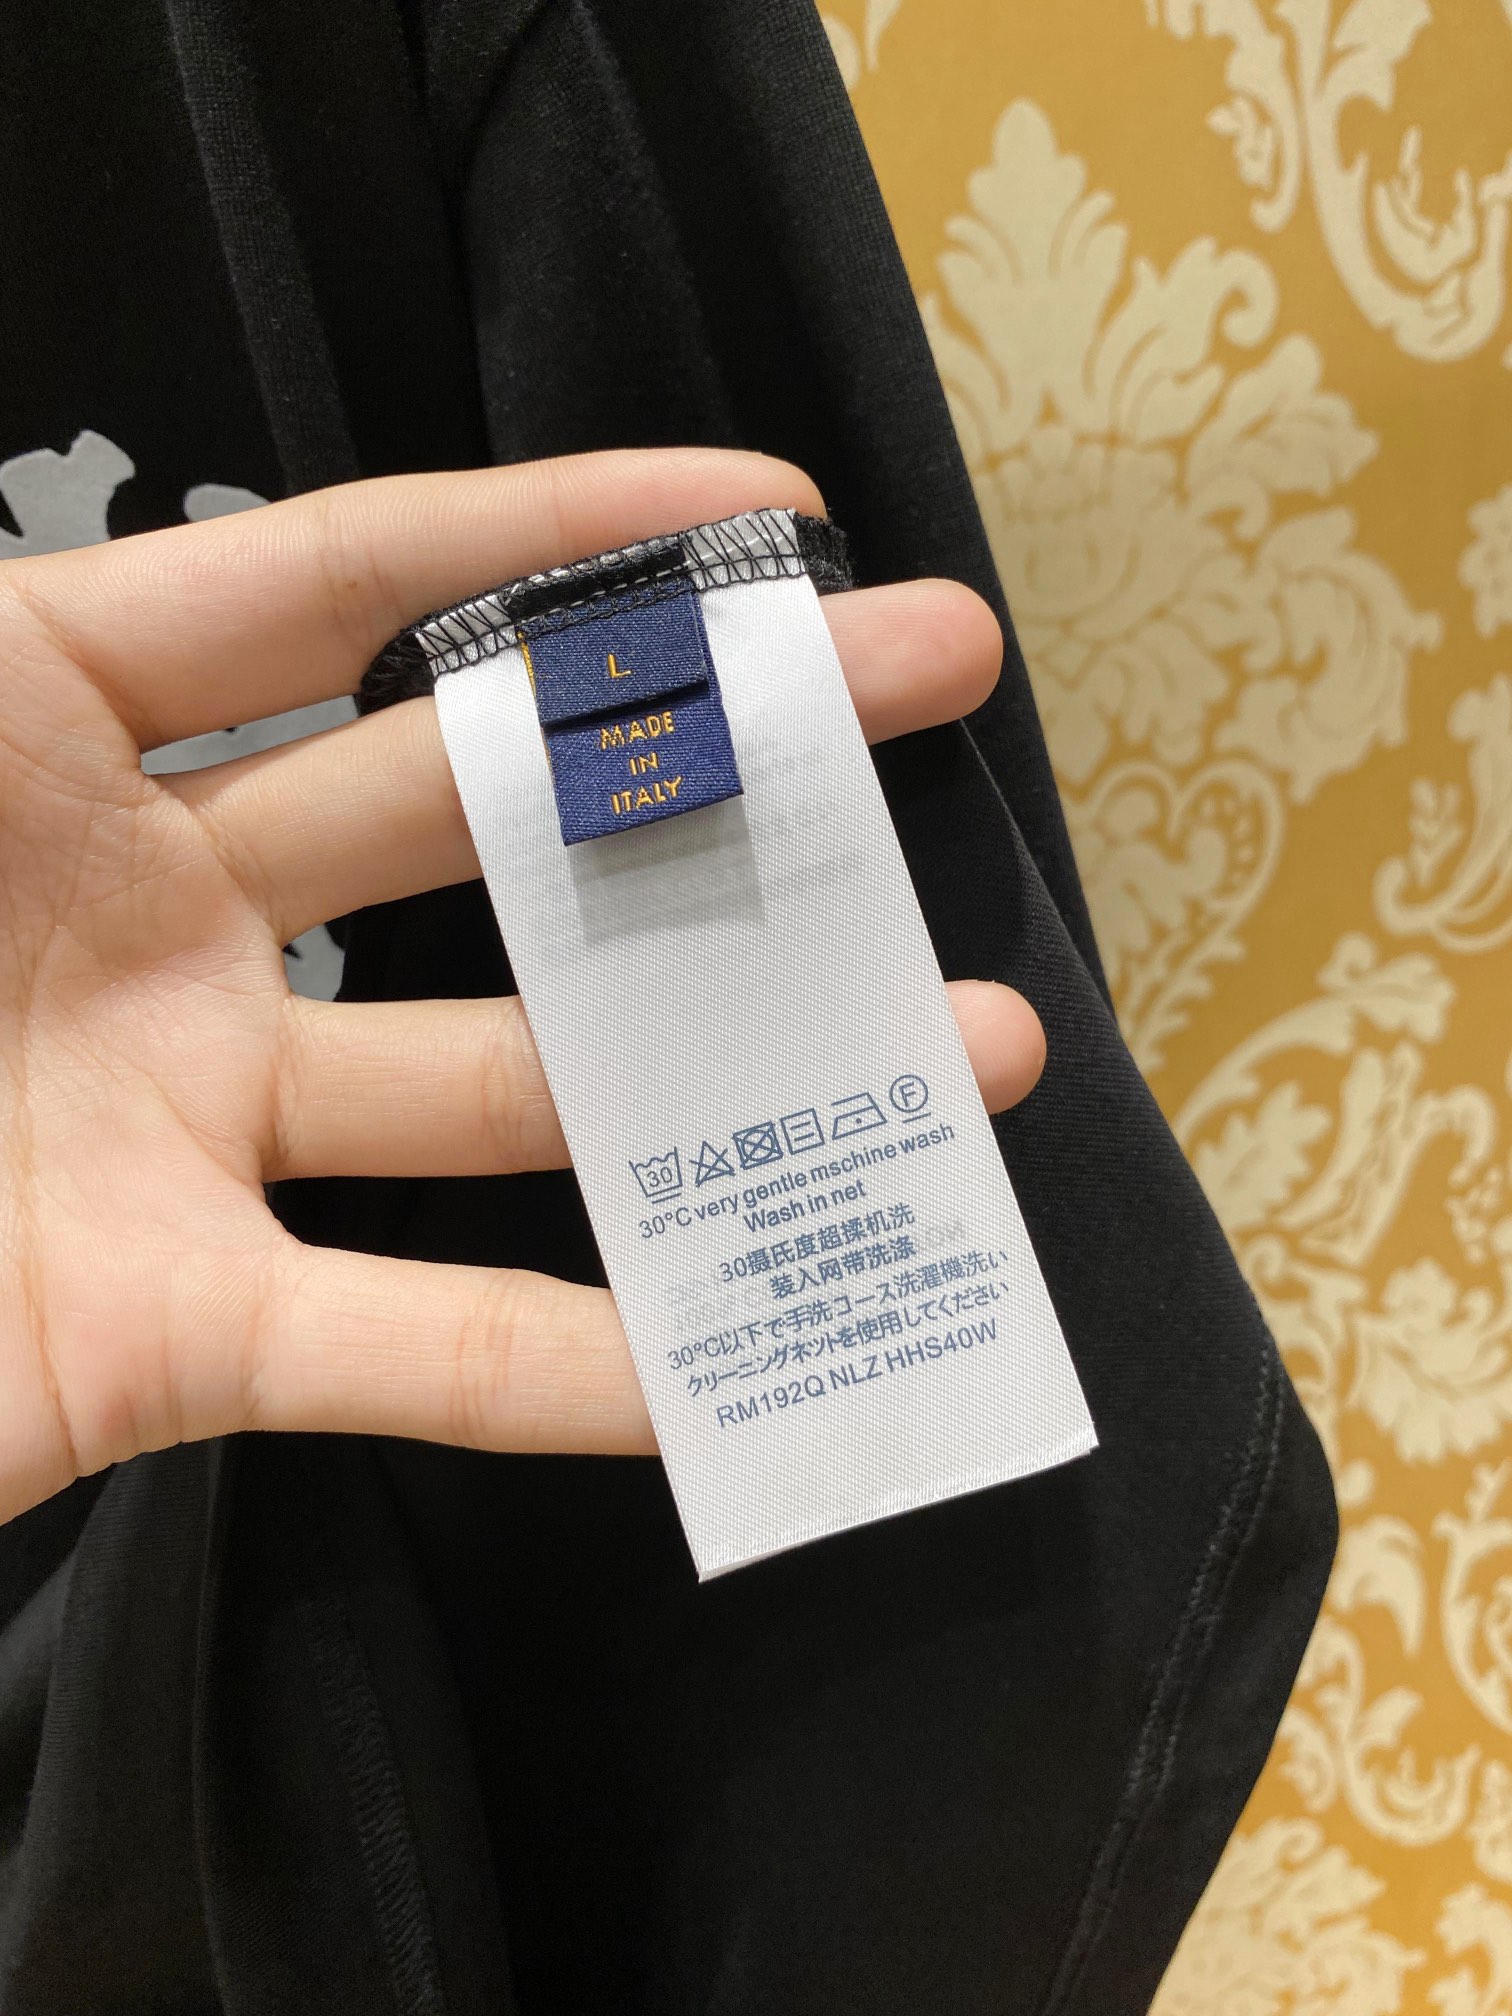 L
MADE
IN
ITALY
30 F
30°C very gentle mschine wash
Wash in net
30摄氏度超揉机洗
装入网带洗涤
30°C以下で手洗コース洗濯機洗い
クリーニングネットを使用してください
RM192Q NLZ HHS40W